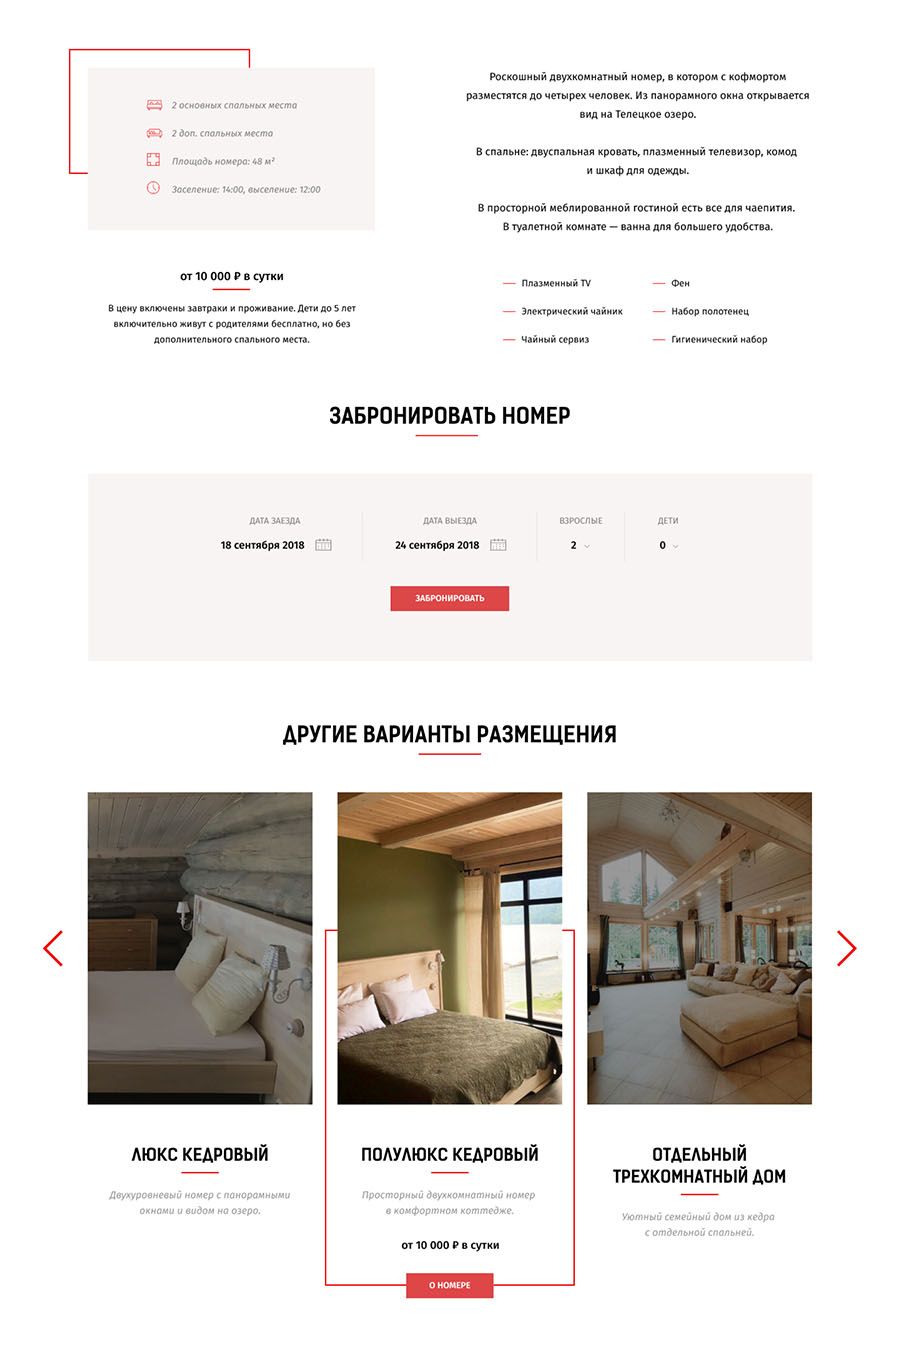 2 основных спальных места
2 доп. спальных места
Площадь номера: 48 м²
Заселение: 14:00, выселение: 12:00
от 10 000 ₽ в сутки
В цену включены завтраки и проживание. Дети до 5 лет
включительно живут с родителями бесплатно, но без
дополнительного спального места.
Роскошный двухкомнатный номер, в котором с кофмортом
разместятся до четырех человек. Из панорамного окна открывается
вид на Телецкое озеро.
В спальне: двуспальная кровать, плазменный телевизор, комод
и шкаф для одежды.
В просторной меблированной гостиной есть все для чаепития.
В туалетной комнате — ванна для большего удобства.
Плазменный TV
Фен
Электрический чайник
Набор полотенец
Чайный сервиз
Гигиенический набор
ЗАБРОНИРОВАТЬ НОМЕР
ДАТА ЗАЕЗДА
18 сентября 2018
ДАТА ВЫЕЗДА
24 сентября 2018
ВЗРОСЛЫЕ
2
ДЕТИ
0
ЗАБРОНИРОВАТЬ
ДРУГИЕ ВАРИАНТЫ РАЗМЕЩЕНИЯ
ЛЮКС КЕДРОВЫЙ
Двухуровневый номер с панорамными
окнами и видом на озеро.
ПОЛУЛЮКС КЕДРОВЫЙ
Просторный двухкомнатный номер
в комфортном коттедже.
от 10 000 ₽ в сутки
О НОМЕРЕ
ОТДЕЛЬНЫЙ
ТРЕХКОМНАТНЫЙ ДОМ
Уютный семейный дом из кедра
с отдельной спальней.